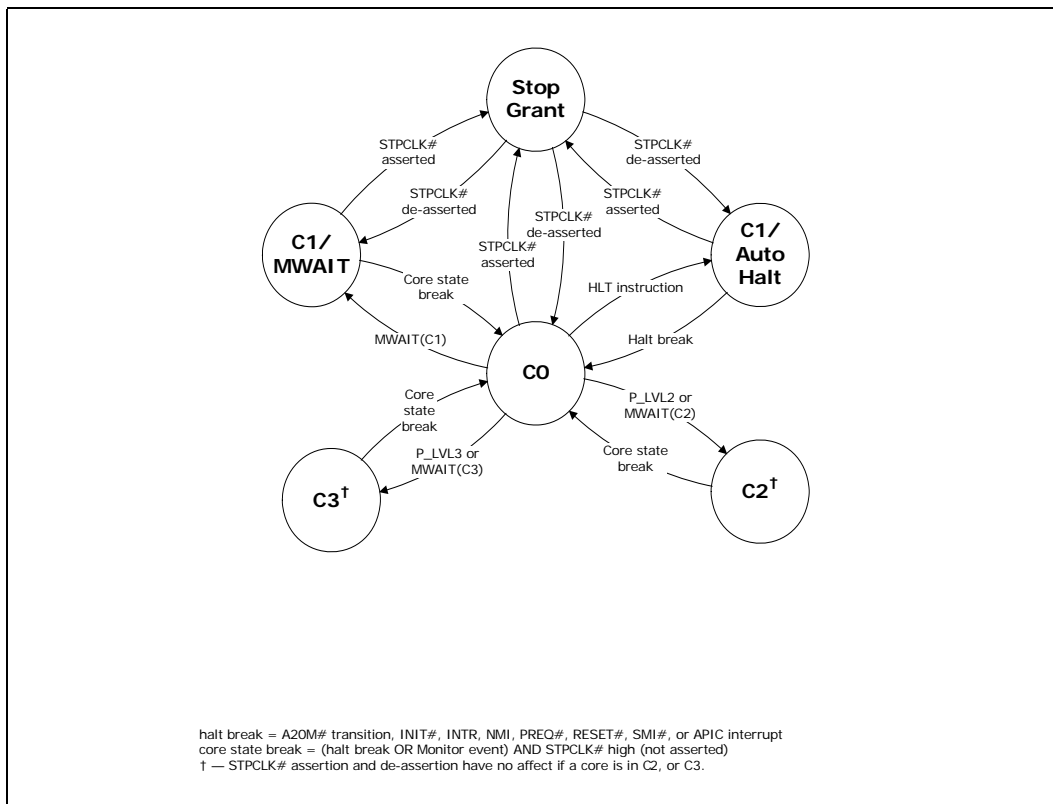 Stop
Grant
STPCLK#
asserted
STPCLK#
de-asserted
STPCLK#
de-asserted
STPCLK#
asserted
STPCLK#
de-asserted
STPCLK#
asserted
C1/
MWAIT
C1/
Auto
Halt
Core state
break
HLT instruction
MWAIT(C1)
Halt break
C0
Core
state
break
P_LVL2 or
MWAIT(C2)
P_LVL3 or
MWAIT(C3)
Core state
break
C3†
C2†
halt break = A20M# transition, INIT#, INTR, NMI, PREQ#, RESET#, SMI#, or APIC interrupt
core state break = (halt break OR Monitor event) AND STPCLK# high (not asserted)
† — STPCLK# assertion and de-assertion have no affect if a core is in C2, or C3.